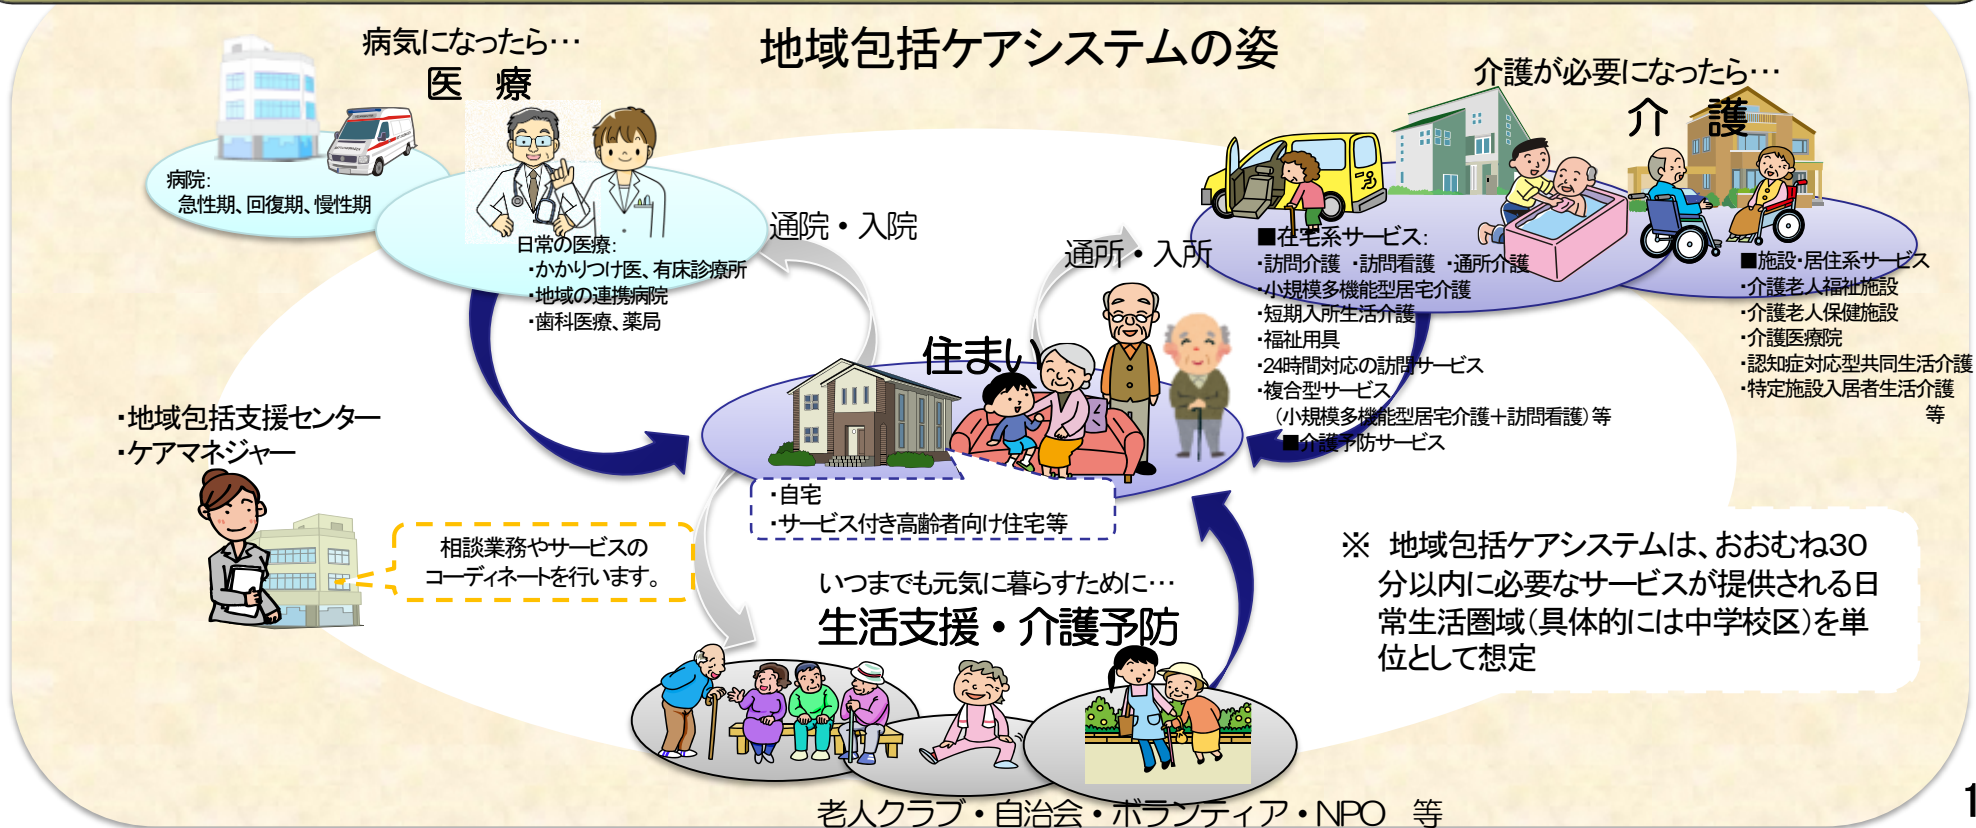 地域包括ケアシステムの姿
病気になったら…
医　療
病院:
急性期、回復期、慢性期
日常の医療:
・かかりつけ医、有床診療所
・地域の連携病院
・歯科医療、薬局
通院・入院
通所・入所
介護が必要になったら…
介　護
■在宅系サービス:
・訪問介護 ・訪問看護 ・通所介護
・小規模多機能型居宅介護
・短期入所生活介護
・福祉用具
・24時間対応の訪問サービス
・複合型サービス
（小規模多機能型居宅介護＋訪問看護）等
■介護予防サービス
■施設・居住系サービス
・介護老人福祉施設
・介護老人保健施設
・介護医療院
・認知症対応型共同生活介護
・特定施設入居者生活介護
等
住まい
・自宅
・サービス付き高齢者向け住宅等
・地域包括支援センター
・ケアマネジャー
相談業務やサービスの
コーディネートを行います。
いつまでも元気に暮らすために…
生活支援・介護予防
※　地域包括ケアシステムは、おおむね30
分以内に必要なサービスが提供される日
常生活圏域（具体的には中学校区）を単
位として想定
老人クラブ・自治会・ボランティア・NPO　等
1